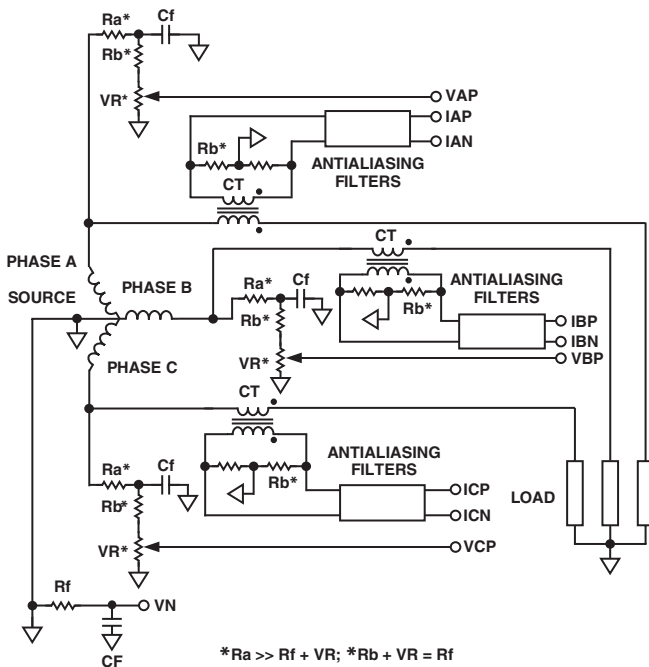 Ra*
Cf
Rb*
VR*
VAP
IAP
IAN
Rb*
ANTIALIASING
FILTERS
CT
CT
PHASE A
PHASE B
SOURCE
Ra*
Cf
Rb*
ANTIALIASING
FILTERS
Rb*
IBP
IBN
VR*
VBP
PHASE C
CT
ANTIALIASING
FILTERS
Ra*
Cf
Rb*
Rb*
ICP
ICN
LOAD
VR*
VCP
Rf
VN
CF
*Ra >> Rf + VR; *Rb + VR = Rf